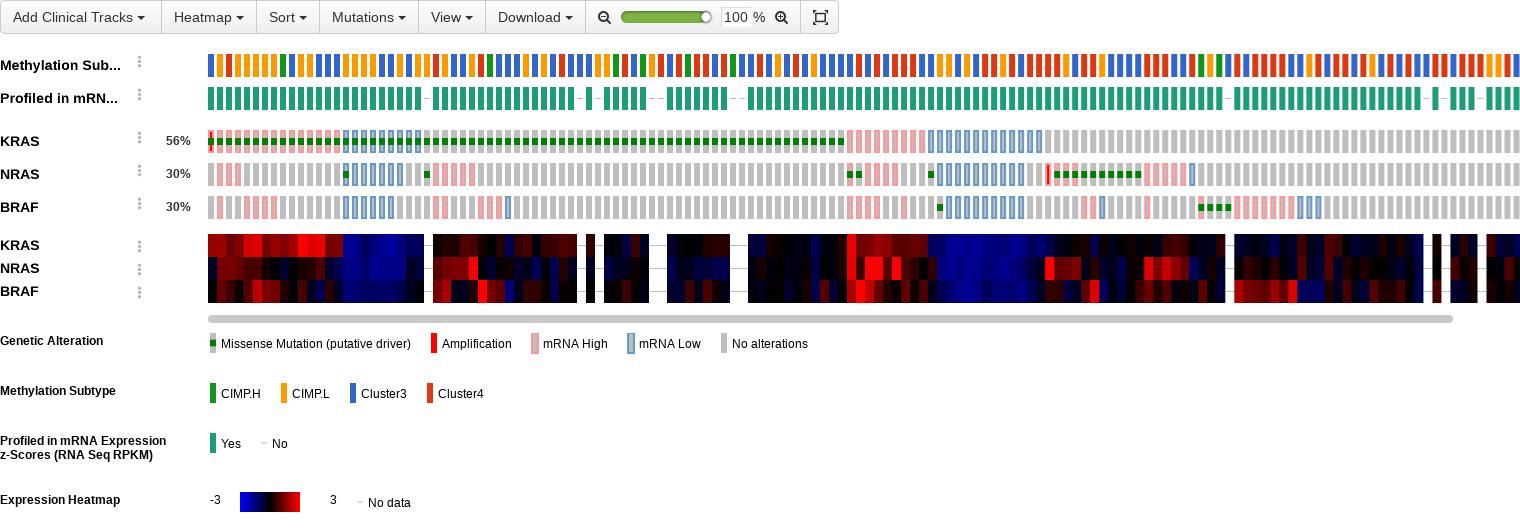 Add Clinical Tracks Heatmap Sort Mutations View Download 100 %
Methylation Sub...
Profiled in mRN...
KRAS 56%
NRAS 30%
BRAF 30%
KRAS
NRAS
BRAF
Genetic Alteration Missense Mutation (putative driver) Amplification mRNA High mRNA Low No alterations
Methylation Subtype CIMP.H CIMP.L Cluster3 Cluster4
Profiled in mRNA Expression
z-Scores (RNA Seq RPKM) Yes No
Expression Heatmap -3 3 No data